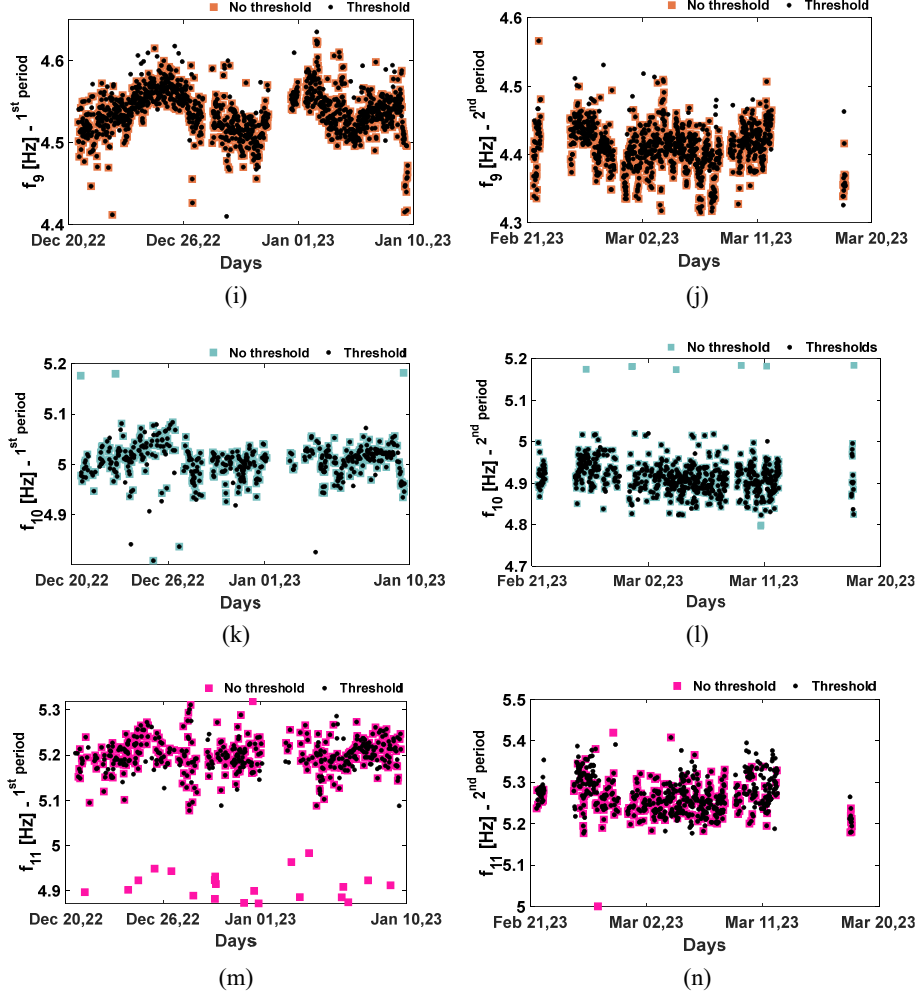 No threshold Threshold
4.6
4.5
4.4
f9 [Hz] - 1st period
Dec 20,22 Dec 26,22 Jan 01,23 Jan 10.,23
Days
(i)
No threshold Threshold
4.6
4.5
4.4
4.3
f9 [Hz] - 2nd period
Feb 21,23 Mar 02,23 Mar 11,23 Mar 20,23
Days
(j)
No threshold Threshold
5.2
5.1
5
4.9
f10 [Hz] - 1st period
Dec 20,22 Dec 26,22 Jan 01,23 Jan 10,23
Days
(k)
No threshold Thresholds
5.2
5.1
5
4.9
4.8
4.7
f10 [Hz] - 2nd period
Feb 21,23 Mar 02,23 Mar 11,23 Mar 20,23
Days
(l)
No threshold Threshold
5.3
5.2
5.1
5
4.9
f11 [Hz] - 1st period
Dec 20,22 Dec 26,22 Jan 01,23 Jan 10,23
Days
(m)
No threshold Threshold
5.5
5.4
5.3
5.2
5.1
5
f11 [Hz] - 2nd period
Feb 21,23 Mar 02,23 Mar 11,23 Mar 20,23
Days
(n)